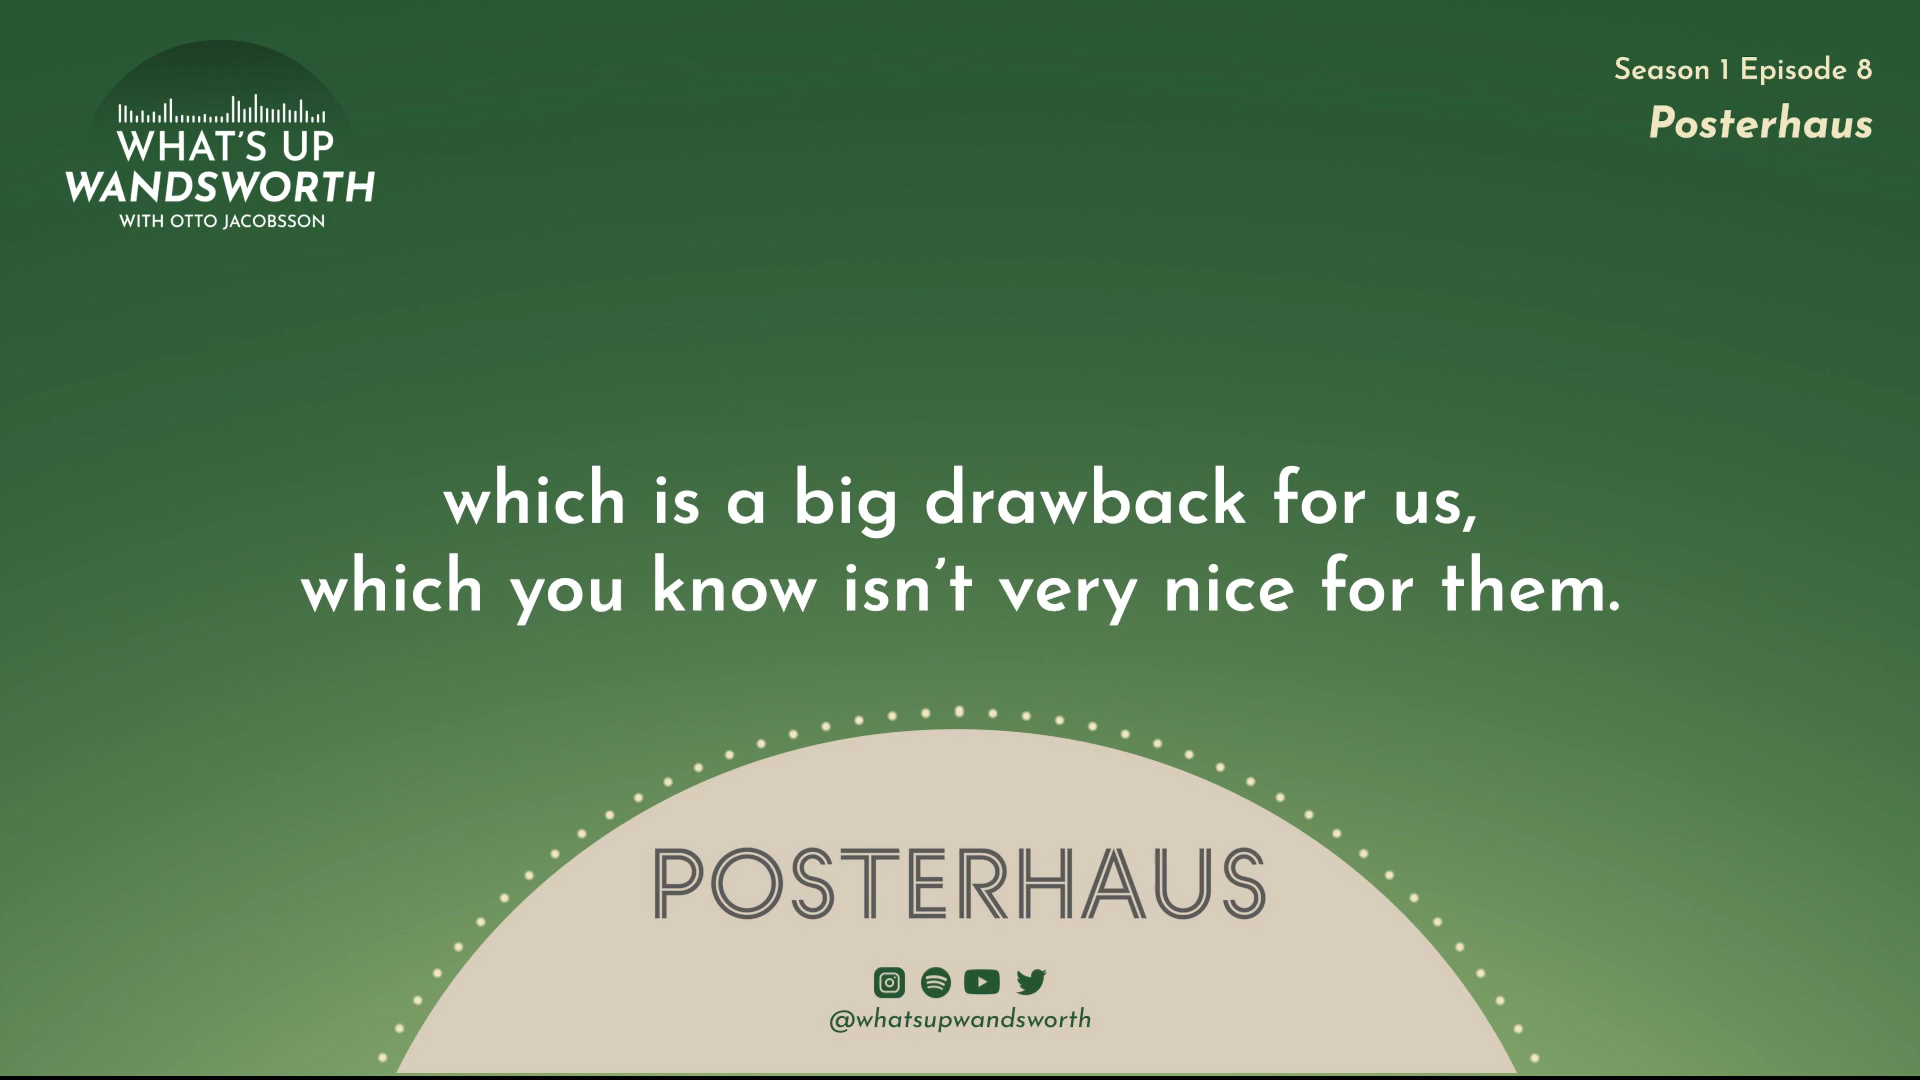 WHAT'S UP
WANDSWORTH
WITH OTTO JACOBSSON
Season 1 Episode 8
Posterhaus
which is a big drawback for us,
which you know isn't very nice for them.
POSTERHAUS
@whatsupwandsworth